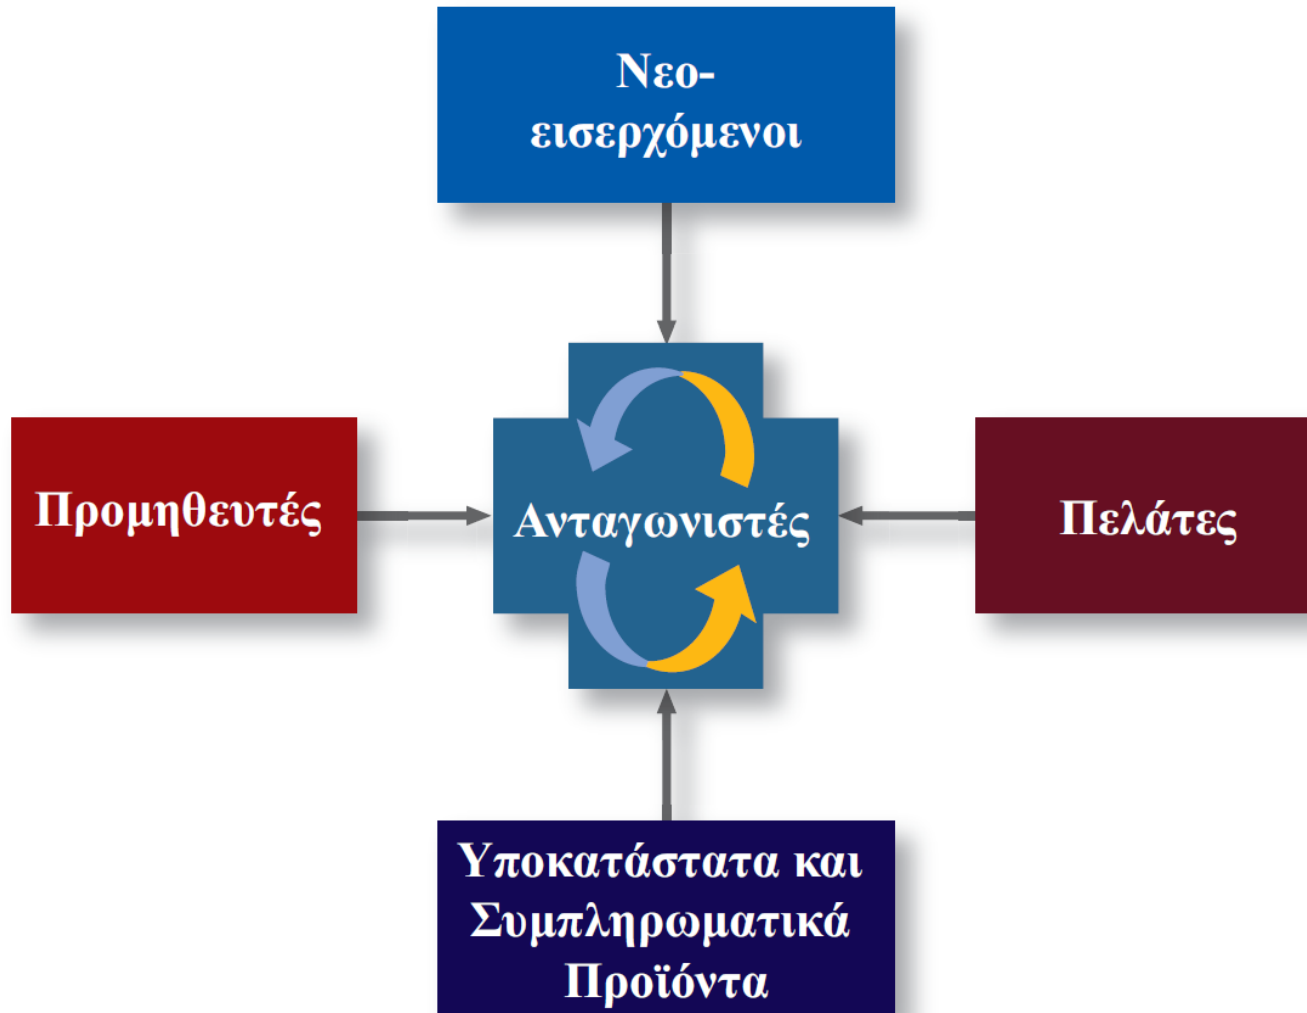 Νεο-
εισερχόμενοι
Προμηθευτές
Ανταγωνιστές
Πελάτες
Υποκατάστατα και
Συμπληρωματικά
Προϊόντα